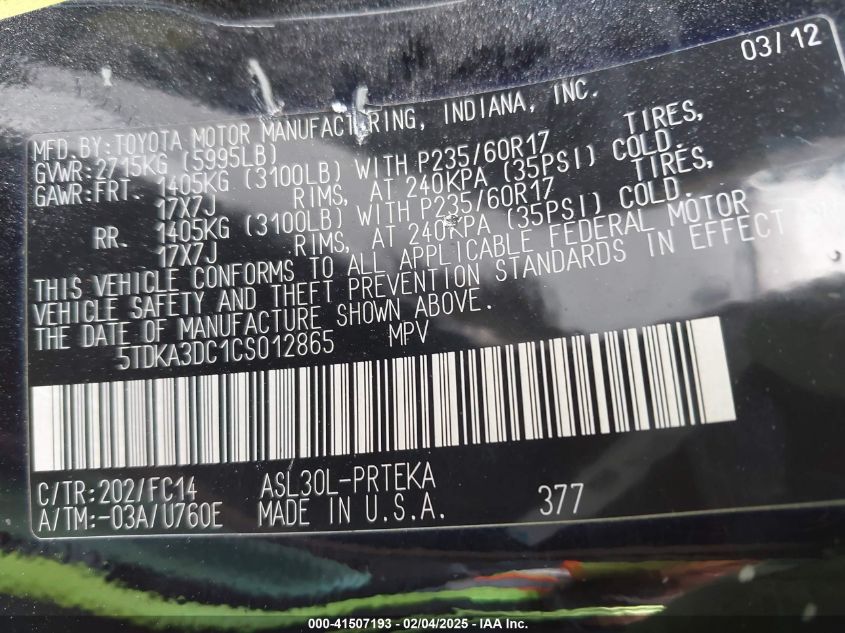 03/12
MFD.BY:TOYOTA MOTOR MANUFACTURING, INDIANA, INC.
GVWR:2715KG (5995LB)
GAWR:FRT. 1405KG (3100LB) WITH P235/60R17 TIRES,
17X7J RIMS, AT 240KPA (35PSI) COLD.
RR. 1405KG (3100LB) WITH P235/60R17 TIRES,
17X7J RIMS, AT 240KPA (35PSI) COLD.
THIS VEHICLE CONFORMS TO ALL APPLICABLE FEDERAL MOTOR
VEHICLE SAFETY AND THEFT PREVENTION STANDARDS IN EFFECT
THE DATE OF MANUFACTURE SHOWN ABOVE.
5TDKA3DC1CS012865 MPV
C/TR:202/FC14 ASL30L-PRTEKA
A/TM:-03A/U760E MADE IN U.S.A. 377
000-41507193 - 02/04/2025 - IAA Inc.